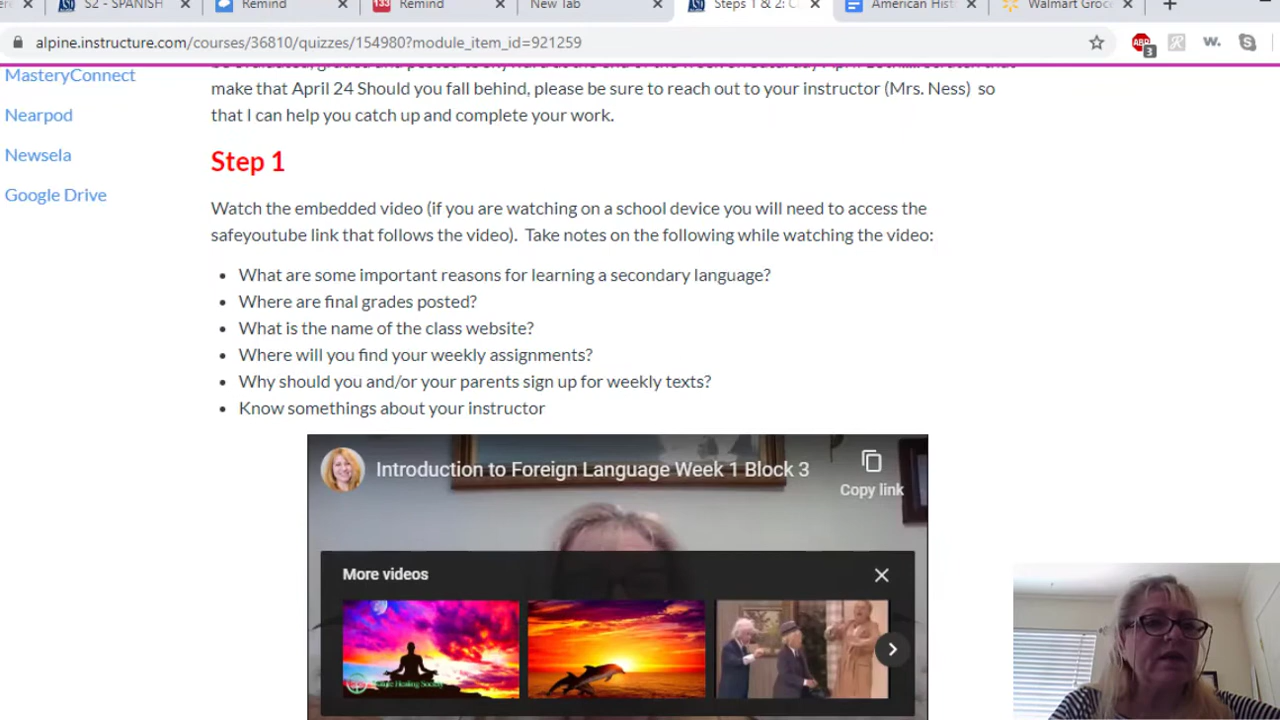 S2 - SPANISH
Remind
133 Remind
New Tab
Steps 1 & 2: C
American Hist
Walmart Groc
alpine.instructure.com/courses/36810/quizzes/154980?module_item_id=921259
ABP
3
w.
MasteryConnect
Nearpod
Newsela
Google Drive
make that April 24 Should you fall behind, please be sure to reach out to your instructor (Mrs. Ness) so
that I can help you catch up and complete your work.
Step 1
Watch the embedded video (if you are watching on a school device you will need to access the
safeyoutube link that follows the video). Take notes on the following while watching the video:
• What are some important reasons for learning a secondary language?
• Where are final grades posted?
• What is the name of the class website?
• Where will you find your weekly assignments?
• Why should you and/or your parents sign up for weekly texts?
• Know somethings about your instructor
Introduction to Foreign Language Week 1 Block 3
Copy link
More videos
Healing Society